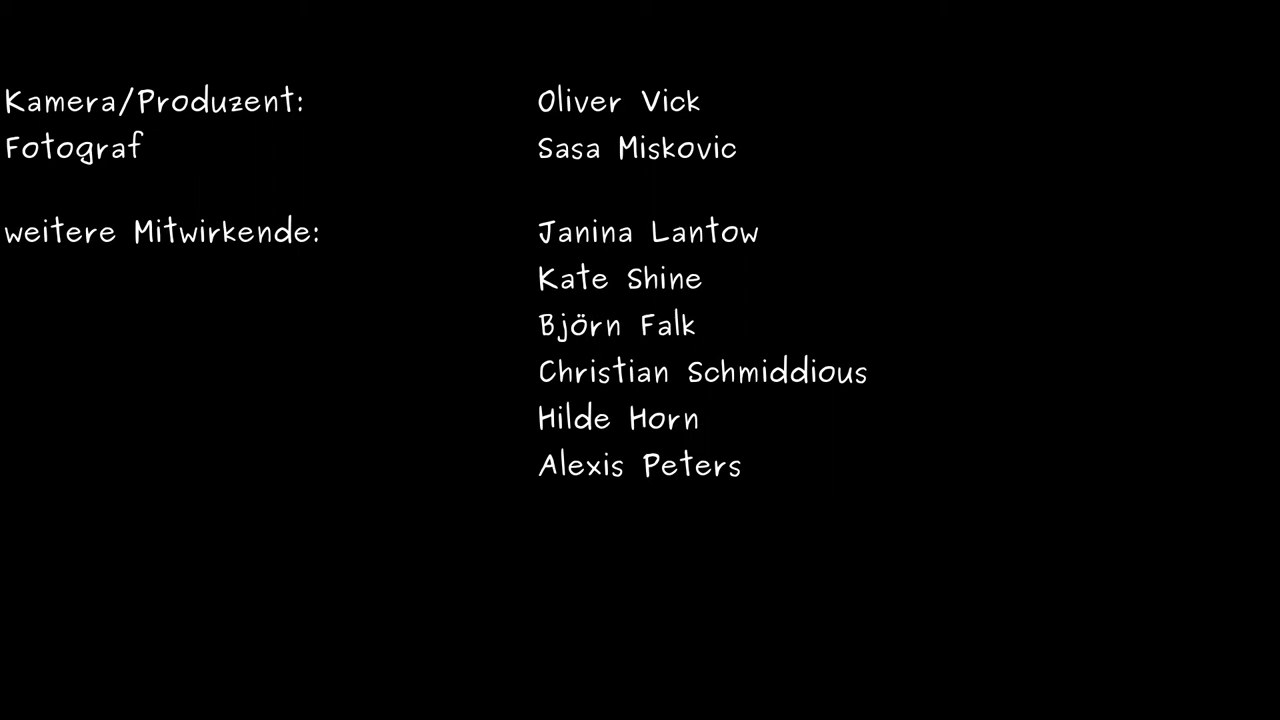 Kamera/Produzent: Oliver Vick
Fotograf Sasa Miskovic
weitere Mitwirkende: Janina Lantow
Kate Shine
Björn Falk
Christian Schmiddious
Hilde Horn
Alexis Peters